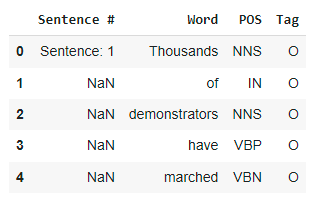 Sentence # Word POS Tag
0 Sentence: 1 Thousands NNS O
1 NaN of IN O
2 NaN demonstrators NNS O
3 NaN have VBP O
4 NaN marched VBN O